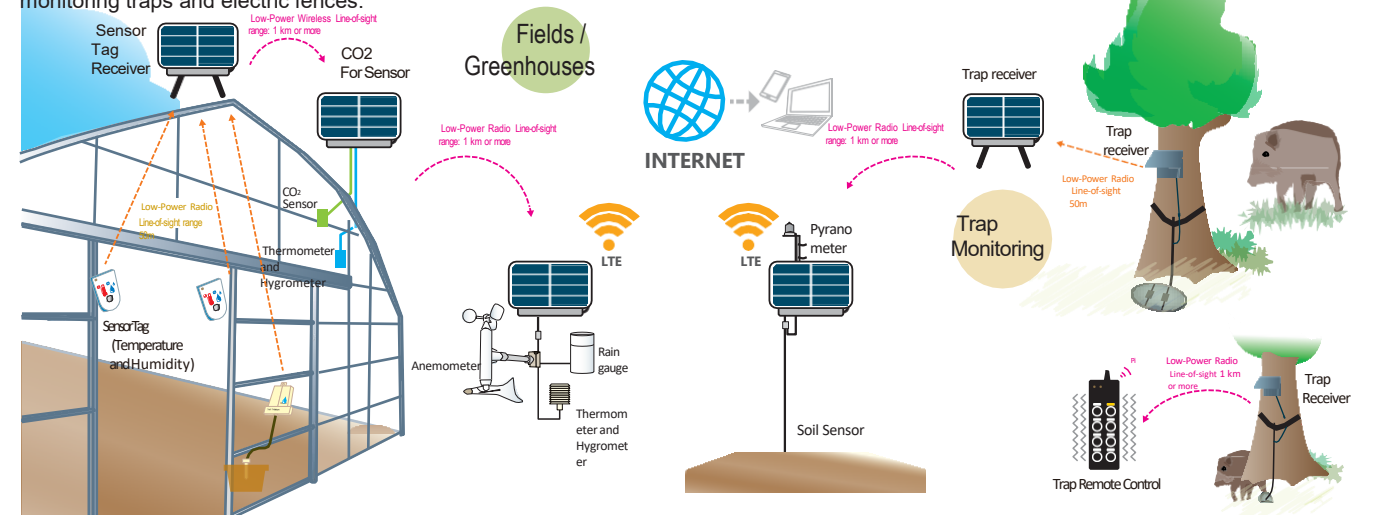 monitoring traps and electric fences.
Sensor
Tag
Receiver
Low-Power Wireless Line-of-sight
range: 1 km or more
CO2
For Sensor
Fields /
Greenhouses
Low-Power Radio Line-of-sight
range: 1 km or more
Low-Power Radio
Line-of-sight range
CO2
Sensor
Thermometer
and
Hygrometer
SensorTag
(Temperature
and Humidity)
LTE
Anemometer
Rain
gauge
Thermom
eter and
Hygromet
er
INTERNET
Low-Power Radio Line-of-sight
range: 1 km or more
LTE
Pyrano
meter
Soil Sensor
Trap receiver
Trap
receiver
Low-Power Radio
Line-of-sight
50m
Trap
Monitoring
Low-Power Radio
Line-of-sight 1 km
or more
Trap
Receiver
Trap Remote Control